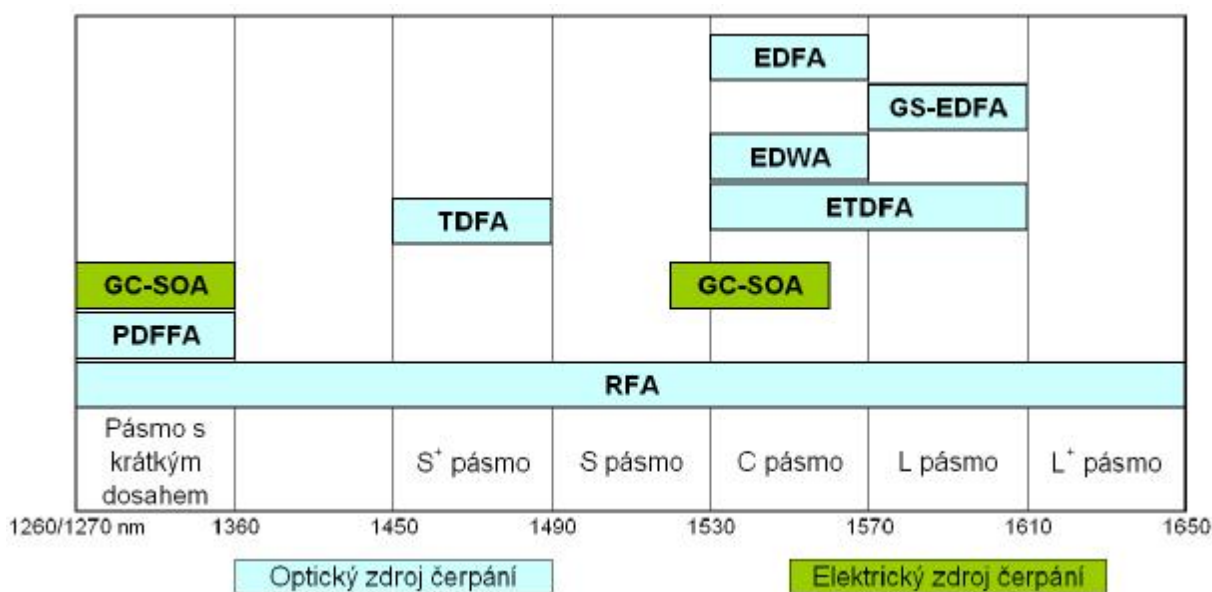 EDFA
GS-EDFA
EDWA
ETDFA
TDFA
GC-SOA
GC-SOA
PDFFA
RFA
Pásmo s
krátkým
dosahem
S⁺ pásmo
S pásmo
C pásmo
L pásmo
L⁺ pásmo
1260/1270 nm 1360 1450 1490 1530 1570 1610 1650
Optický zdroj čerpání
Elektrický zdroj čerpání